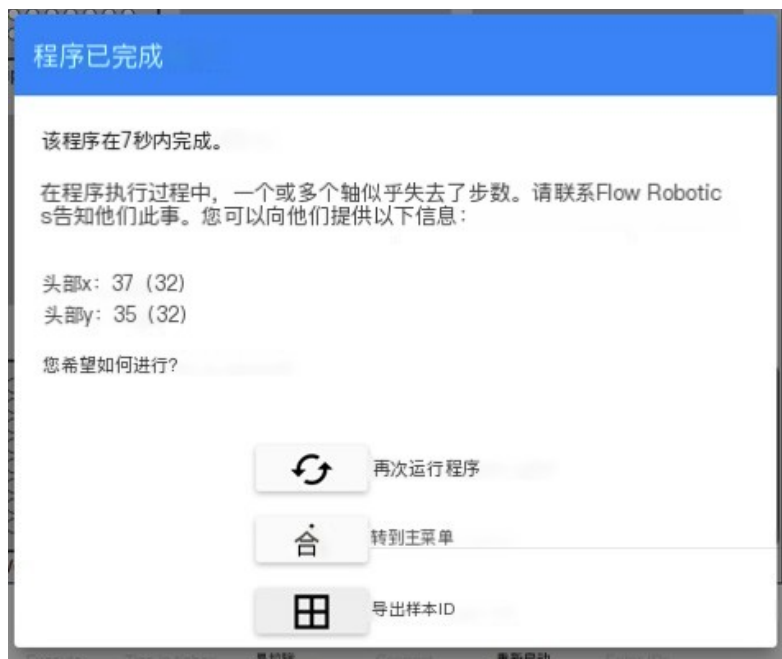 程序已完成
该程序在7秒内完成。
在程序执行过程中，一个或多个轴似乎失去了步数。请联系Flow Robotic
s告知他们此事。您可以向他们提供以下信息：
头部x：37（32）
头部y：35（32）
您希望如何进行?
再次运行程序
合
转到主菜单
导出样本ID
重新启动